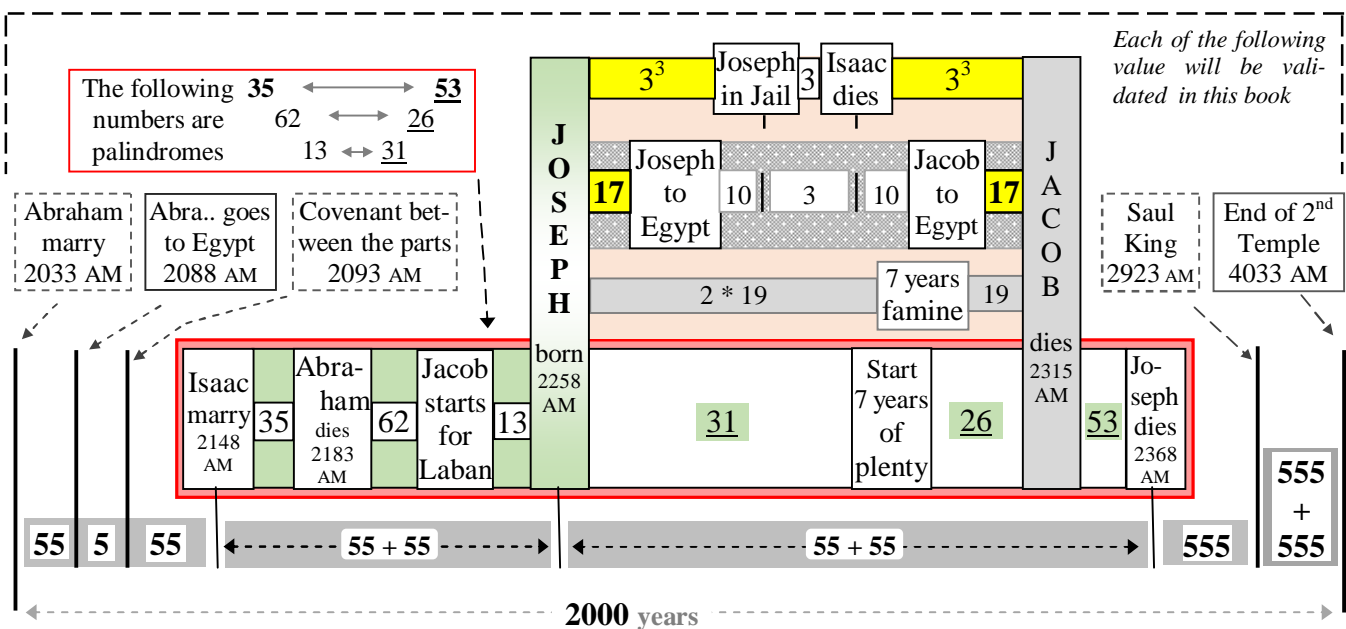 Each of the following
value will be vali-
dated in this book
The following 35 53
numbers are 62 26
palindromes 13 31
3³ Joseph in Jail 3 Isaac dies 3³
17 Joseph to Egypt 10 3 10 Jacob to Egypt 17
2 * 19 7 years famine 19
Abraham
marry
2033 AM
Abra.. goes
to Egypt
2088 AM
Covenant bet-
ween the parts
2093 AM
JOSEPH
born
2258
AM
JACOB
dies
2315
AM
Saul
King
2923 AM
End of 2nd
Temple
4033 AM
Isaac
marry
2148
AM
35
Abra-
ham
dies
2183
AM
62
Jacob
starts
for
Laban
13
31
Start
7 years
of
plenty
26
53
Jo-
seph
dies
2368
AM
55 5 55 55 + 55 55 + 55 555
555
+
555
2000 years